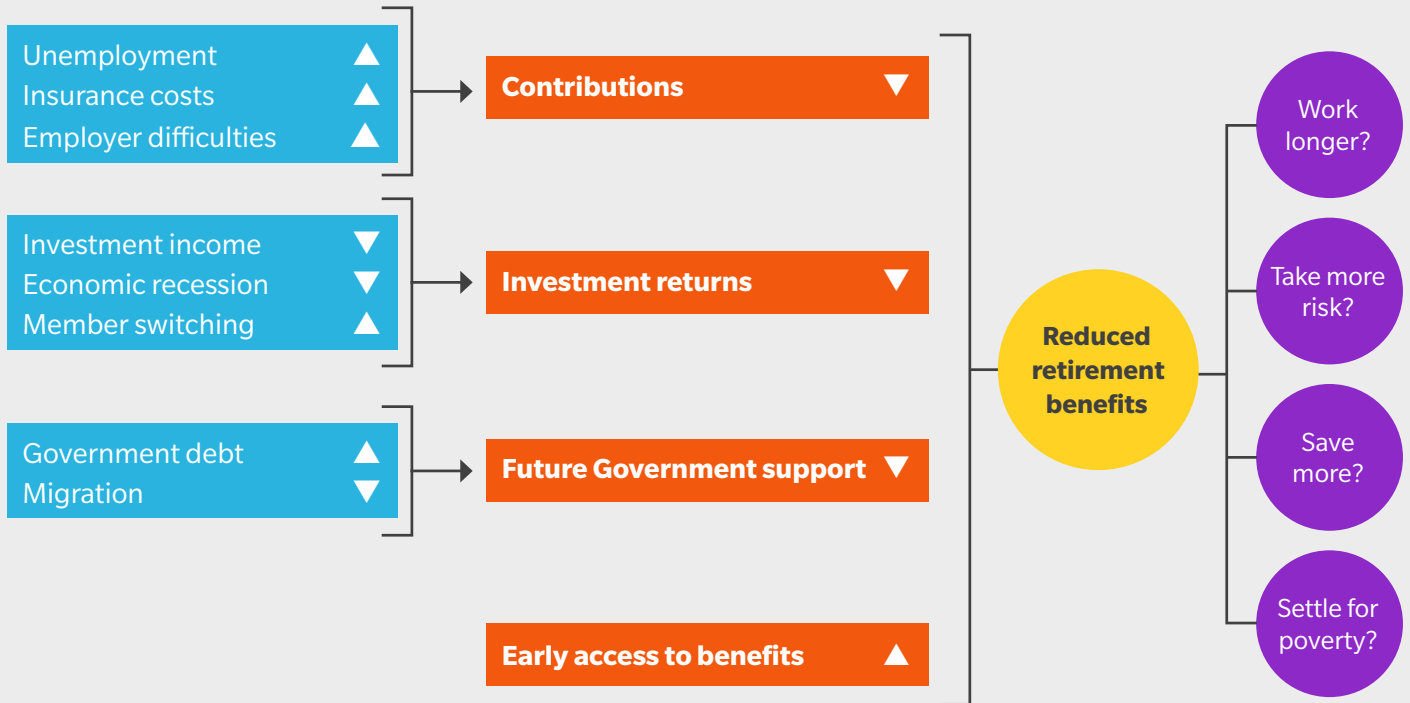 Unemployment ▲
Insurance costs ▲
Employer difficulties ▲
Contributions ▼
Investment income ▼
Economic recession ▼
Member switching ▲
Investment returns ▼
Government debt ▲
Migration ▼
Future Government support ▼
Early access to benefits ▲
Reduced
retirement
benefits
Work
longer?
Take more
risk?
Save
more?
Settle for
poverty?